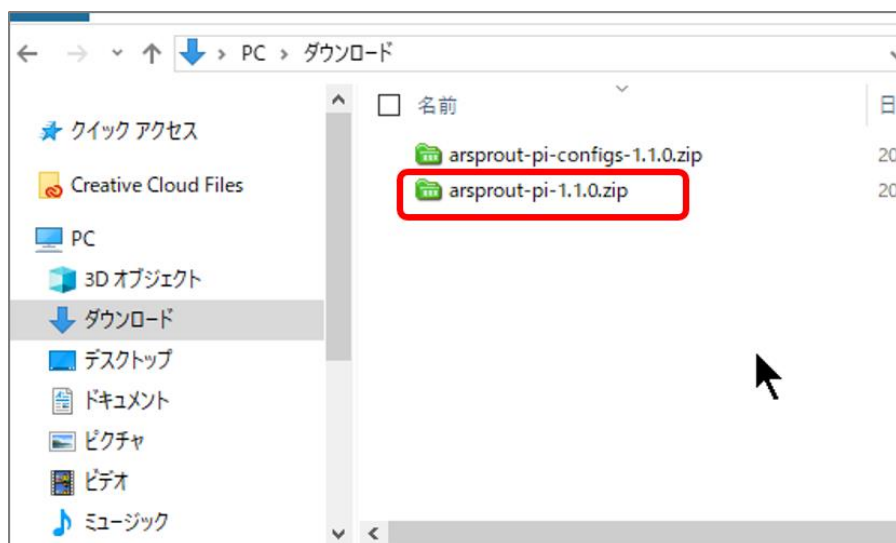 PC > ダウンロード
クイック アクセス
Creative Cloud Files
PC
3D オブジェクト
ダウンロード
デスクトップ
ドキュメント
ピクチャ
ビデオ
ミュージック
名前
日
arsprout-pi-configs-1.1.0.zip
20
arsprout-pi-1.1.0.zip
20